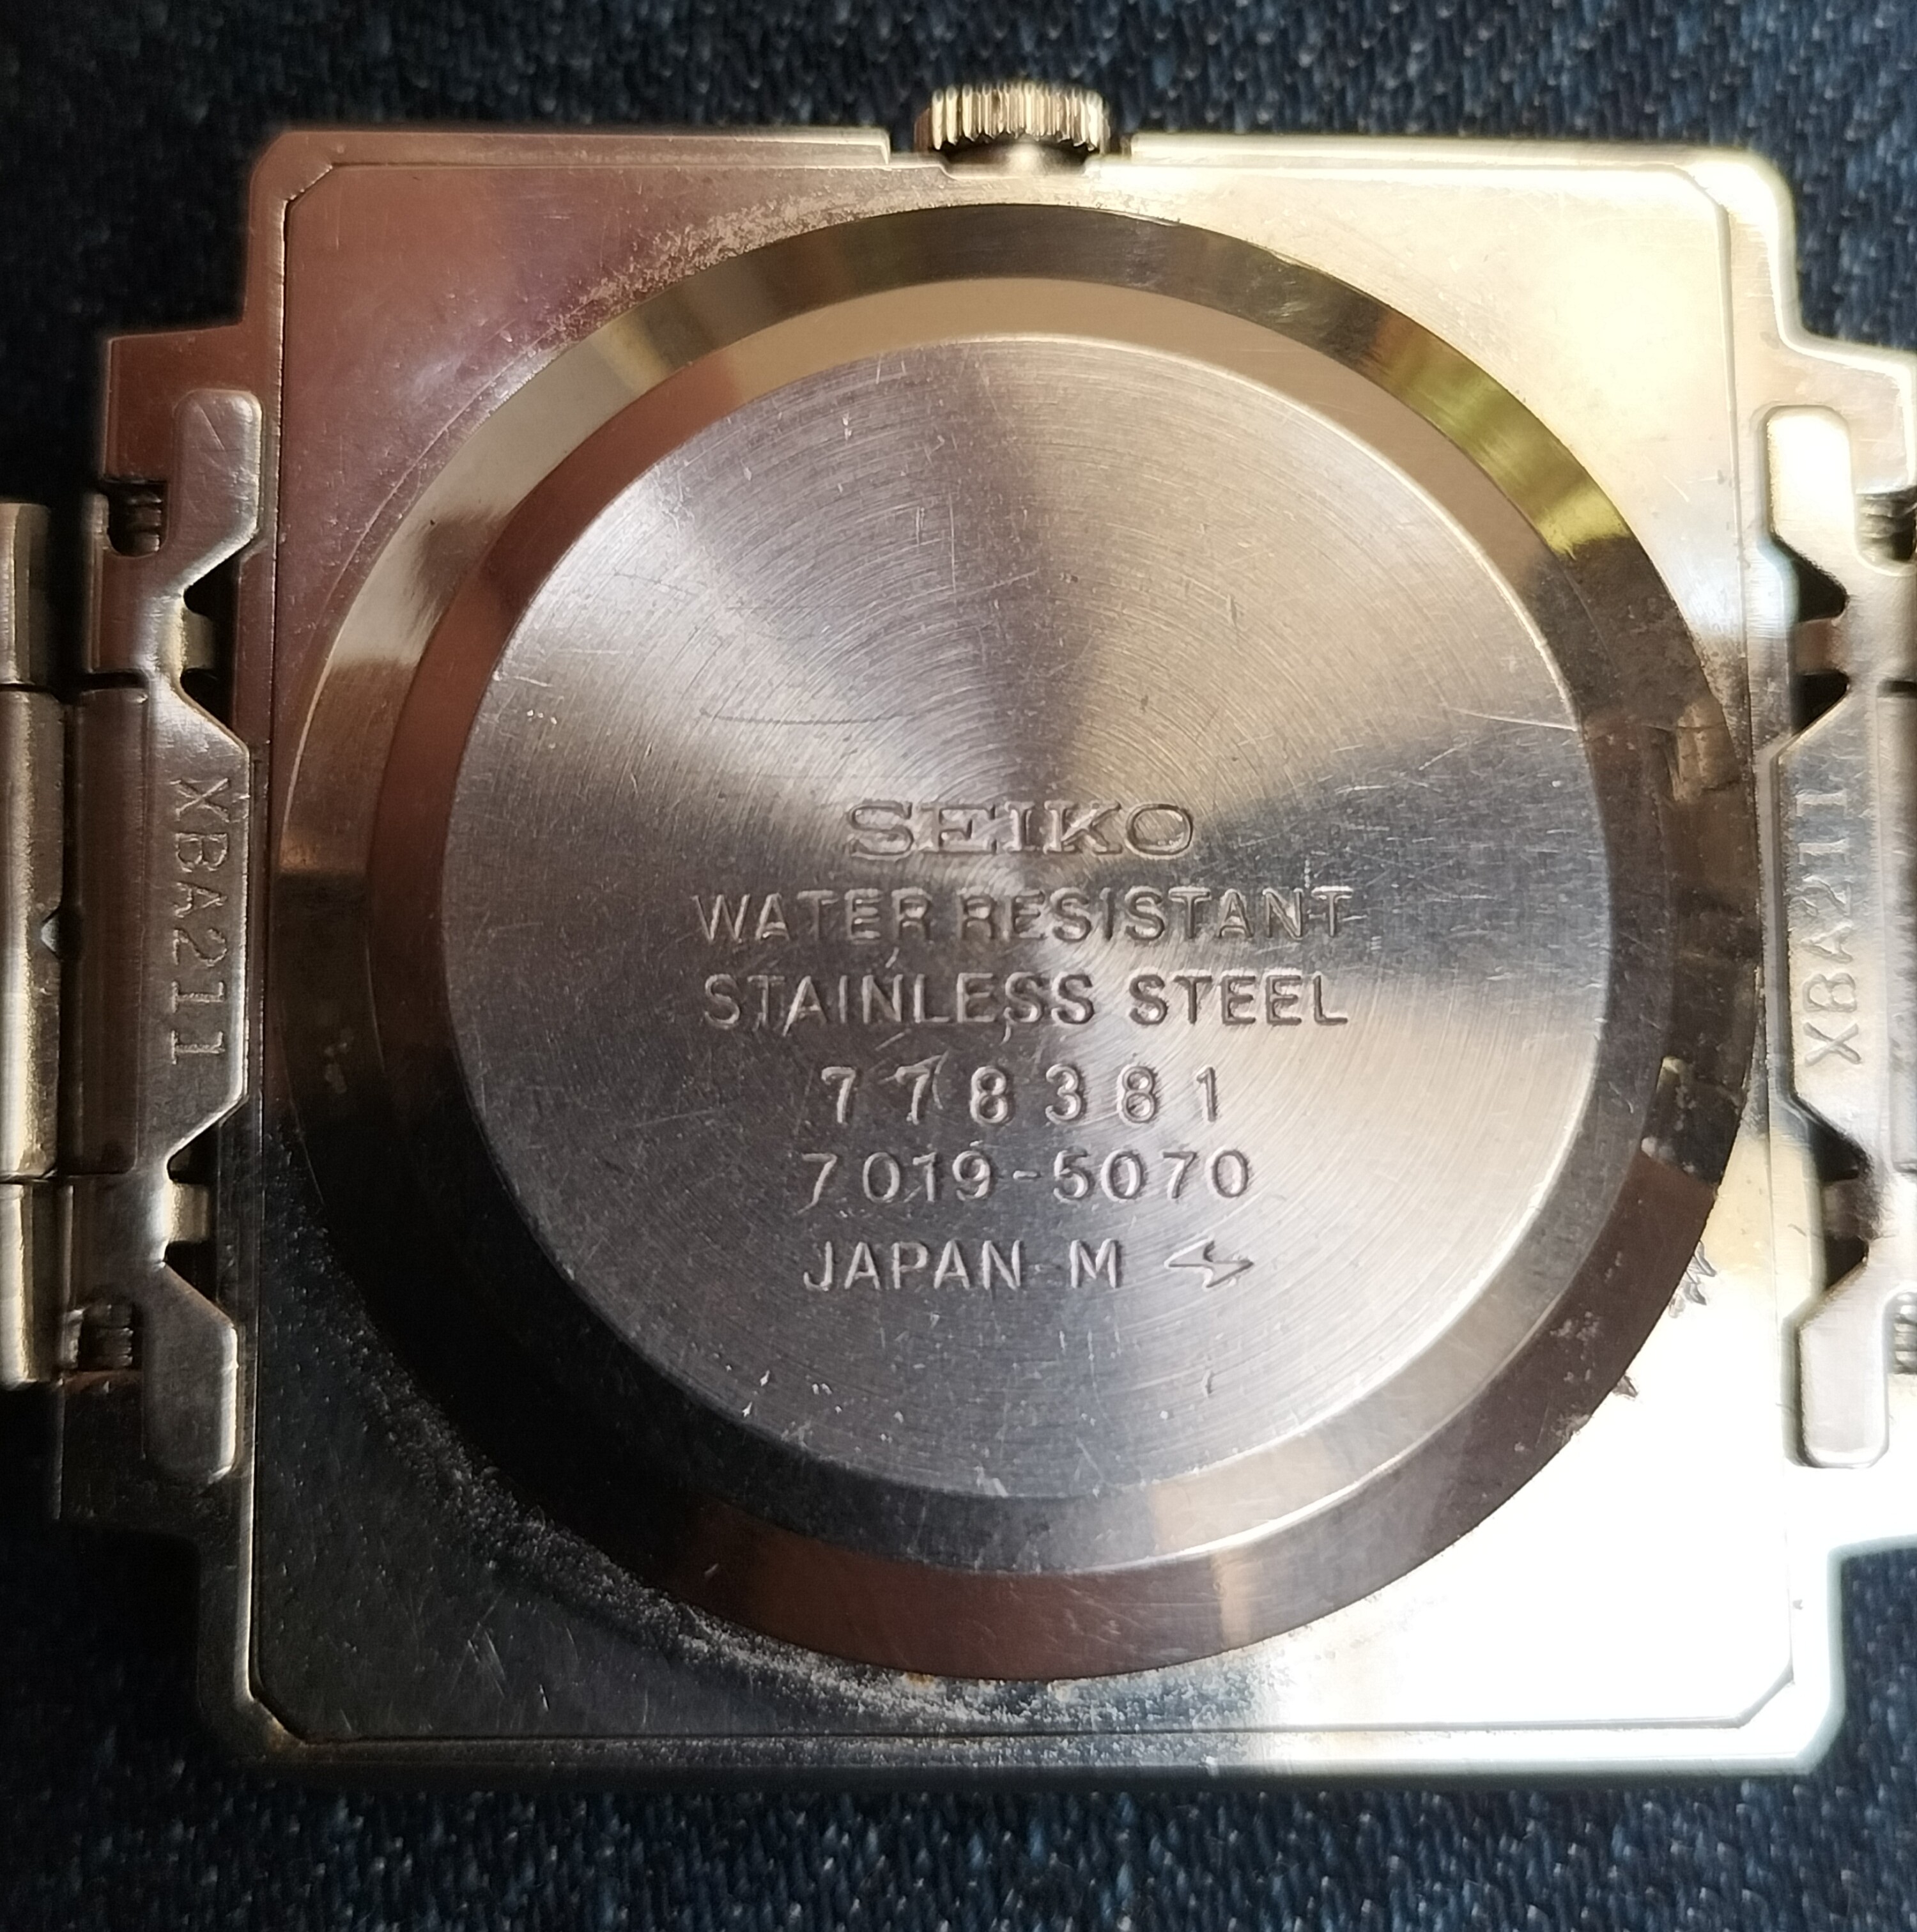 SEIKO
WATER RESISTANT
STAINLESS STEEL
778381
7019-5070
JAPAN M
XBA211
XBA211